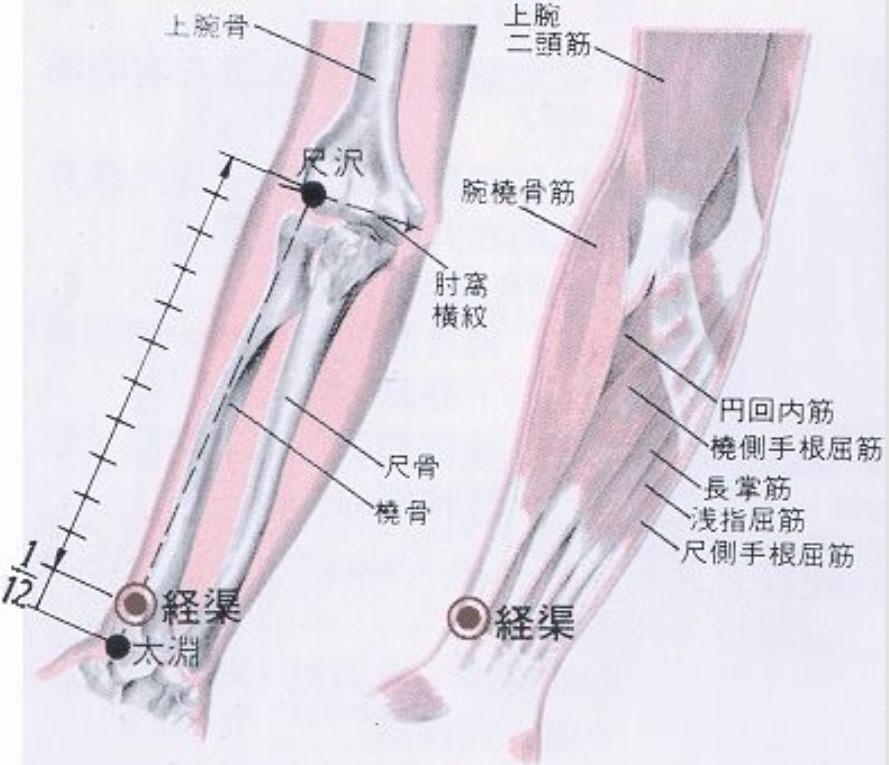 上腕骨
尺沢
肘窩
横紋
尺骨
橈骨
1
12
経渠
太淵
上腕
二頭筋
腕橈骨筋
円回内筋
橈側手根屈筋
長掌筋
浅指屈筋
尺側手根屈筋
経渠